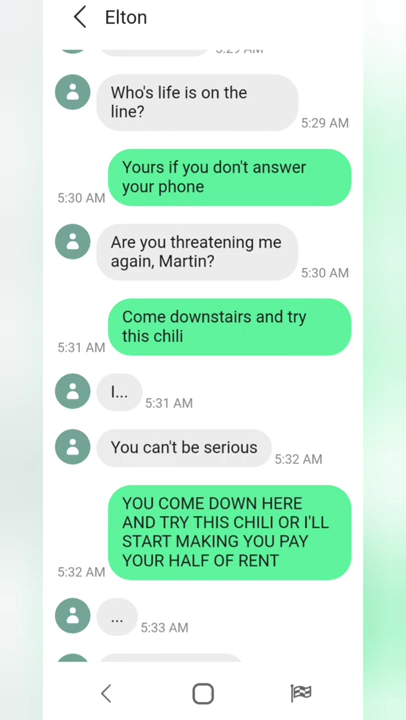 Elton
5:29 AM
Who's life is on the
line?
5:29 AM
Yours if you don't answer
your phone
5:30 AM
Are you threatening me
again, Martin?
5:30 AM
Come downstairs and try
this chili
5:31 AM
I...
5:31 AM
You can't be serious
5:32 AM
YOU COME DOWN HERE
AND TRY THIS CHILI OR I'LL
START MAKING YOU PAY
YOUR HALF OF RENT
5:32 AM
...
5:33 AM